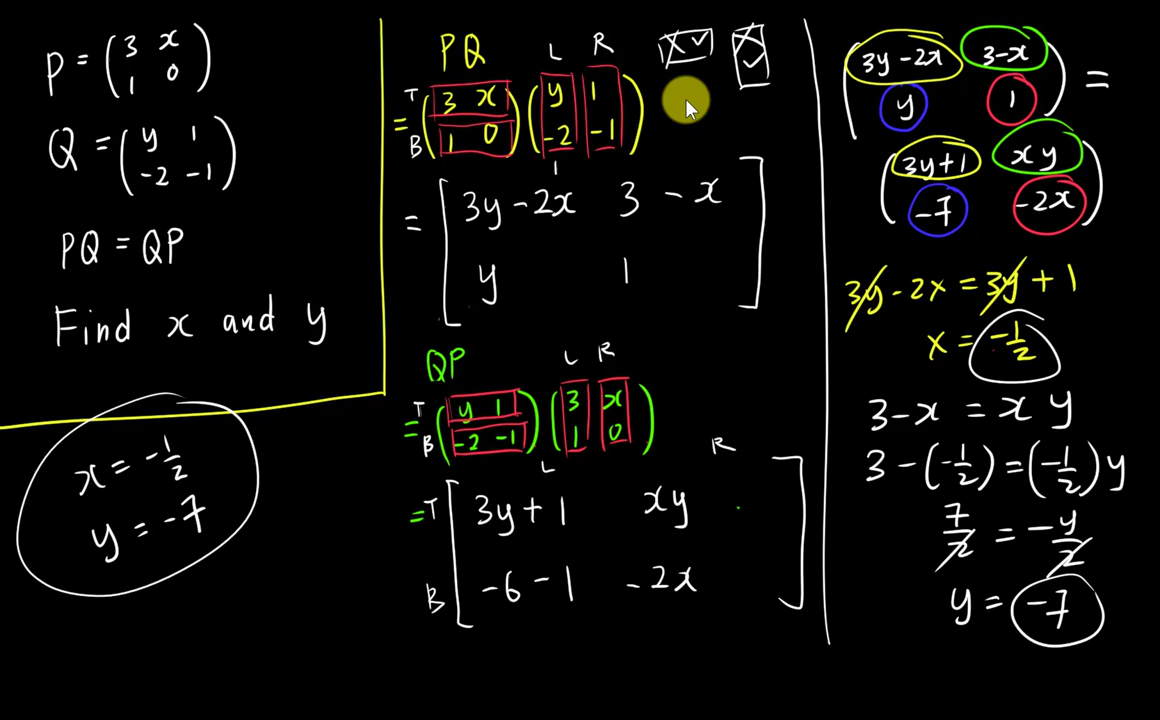 P = (3 x
1 0)
Q = (y 1
-2 -1)
PQ = QP
Find x and y
x = -1/2
y = -7
PQ
L R
T
B
= (3 x
1 0) (y 1
-2 -1)
= [3y - 2x 3 - x
y 1]
QP
L R
T
B
= (y 1
-2 -1) (3 x
1 0)
L R
= T [3y + 1 xy
B -6 - 1 -2x]
(3y - 2x 3 - x
y 1) =
(3y + 1 xy
-7 -2x)
3y - 2x = 3y + 1
x = -1/2
3 - x = x y
3 - (-1/2) = (-1/2) y
7/2 = -y/2
y = -7